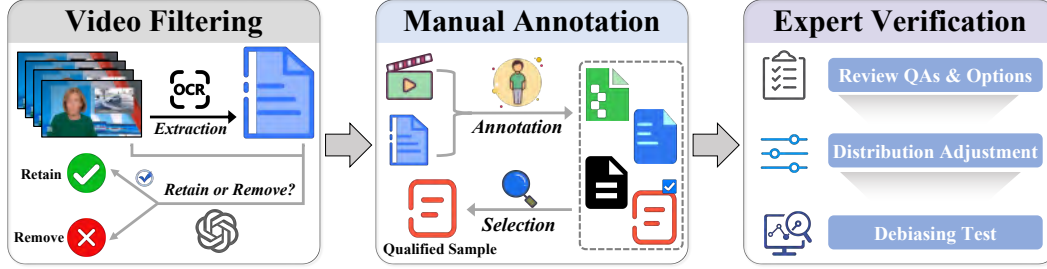 Video Filtering
OCR
Extraction
Retain
Retain or Remove?
Remove
Manual Annotation
Annotation
Selection
Qualified Sample
Expert Verification
Review QAs & Options
Distribution Adjustment
Debiasing Test